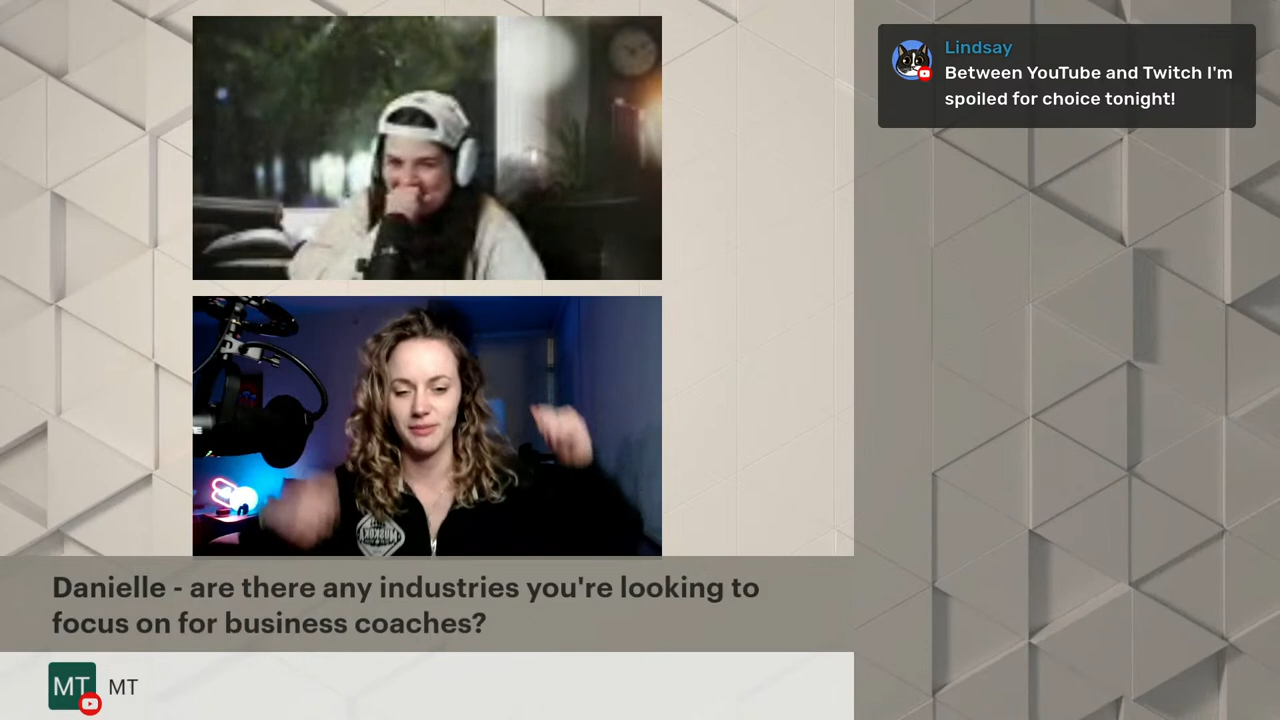 Lindsay
Between YouTube and Twitch I'm
spoiled for choice tonight!
Danielle - are there any industries you're looking to
focus on for business coaches?
MT MT